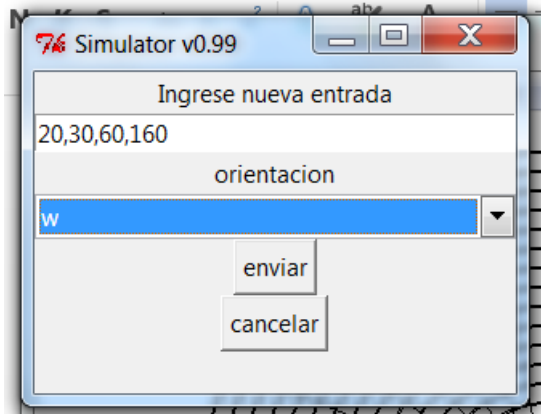 Simulator v0.99
Ingrese nueva entrada
20,30,60,160
orientacion
w
enviar
cancelar